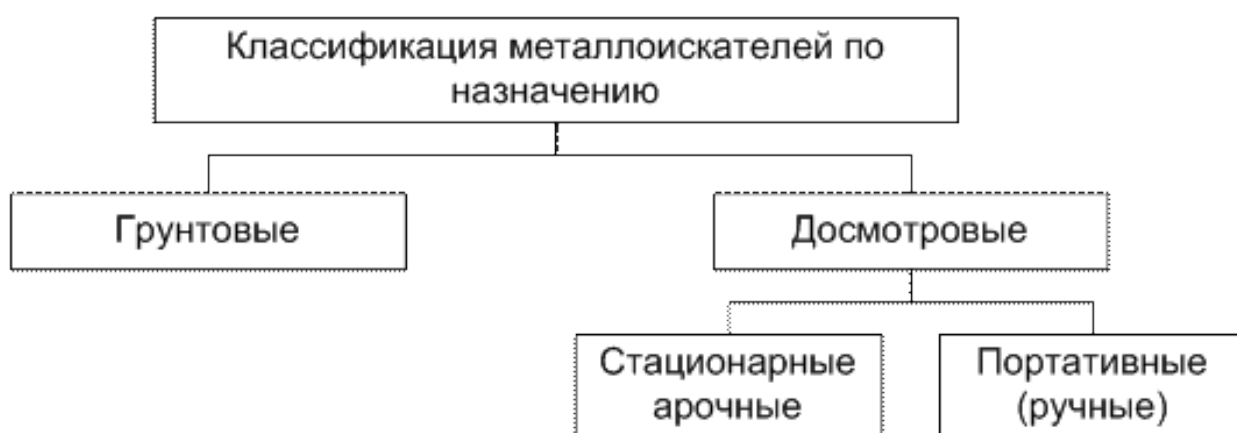 Классификация металлоискателей по
назначению
Грунтовые
Досмотровые
Стационарные
арочные
Портативные
(ручные)